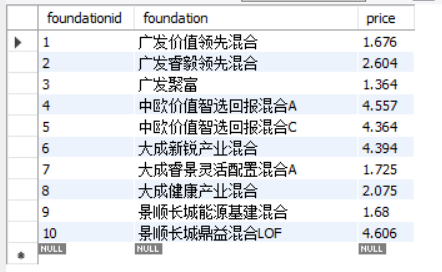 foundationid foundation price
1 广发价值领先混合 1.676
2 广发睿毅领先混合 2.604
3 广发聚富 1.364
4 中欧价值智选回报混合A 4.557
5 中欧价值智选回报混合C 4.364
6 大成新锐产业混合 4.394
7 大成睿景灵活配置混合A 1.725
8 大成健康产业混合 2.075
9 景顺长城能源基建混合 1.68
10 景顺长城鼎益混合LOF 4.606
NULL NULL NULL